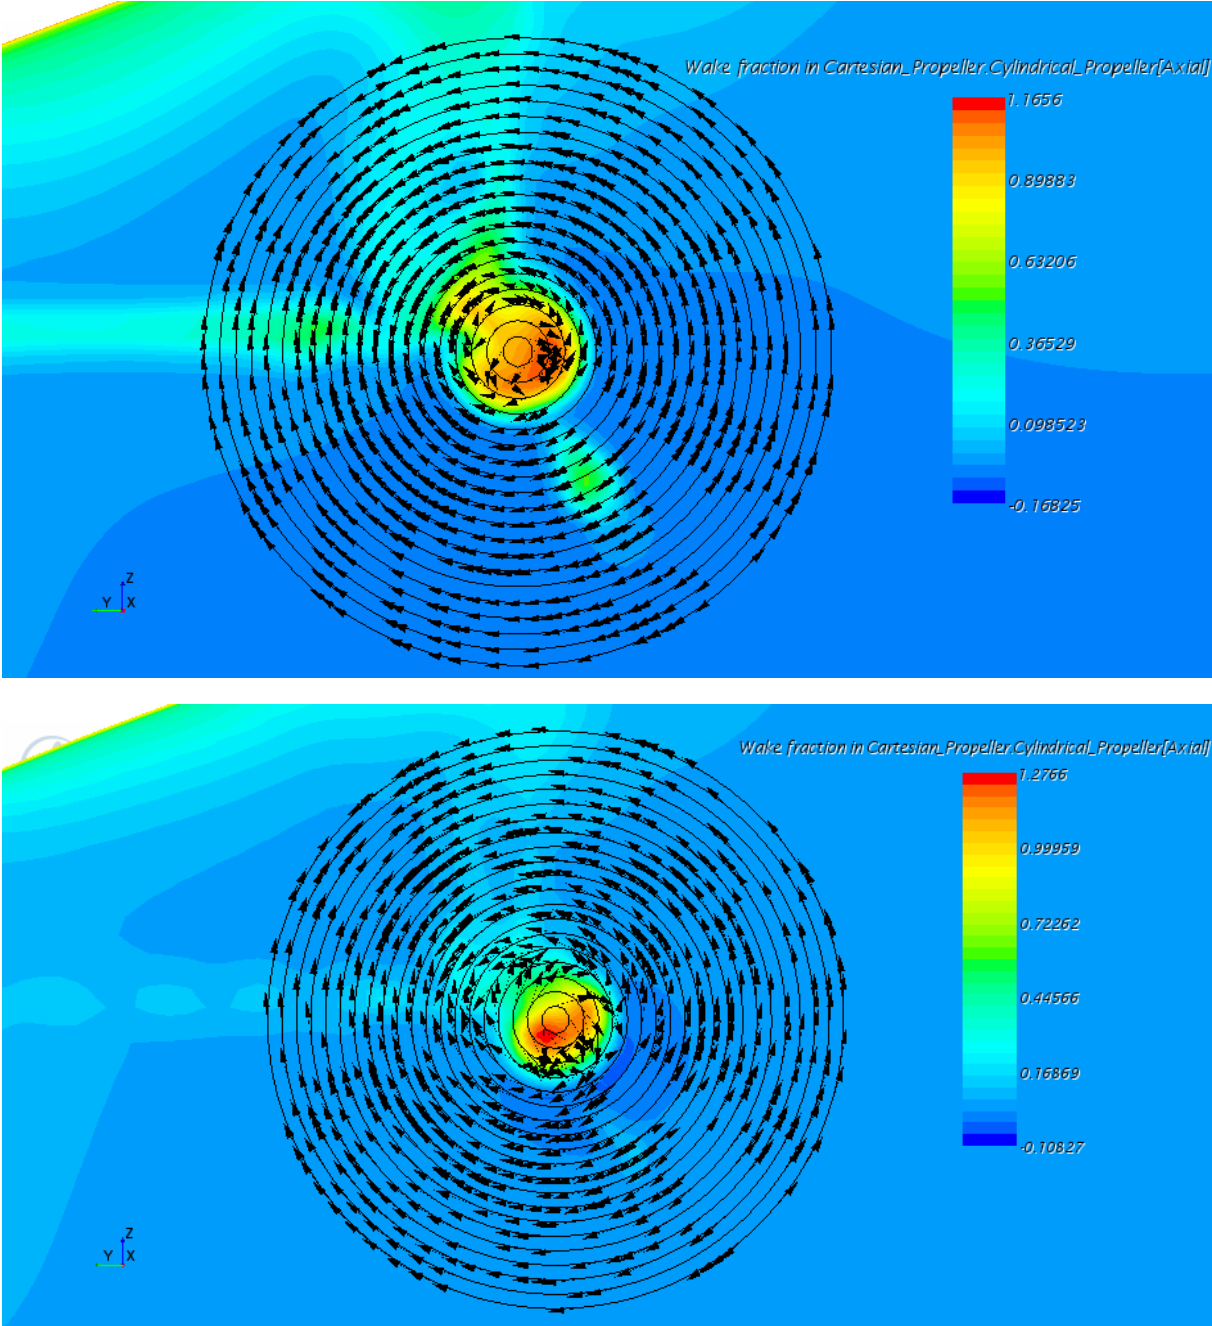 Wake fraction in Cartesian_Propeller.Cylindrical_Propeller[Axial]
1.1656
0.89883
0.63206
0.36529
0.098523
-0.16825
Z
Y X
Wake fraction in Cartesian_Propeller.Cylindrical_Propeller[Axial]
1.2766
0.99959
0.72262
0.44566
0.16869
-0.10827
Z
Y X